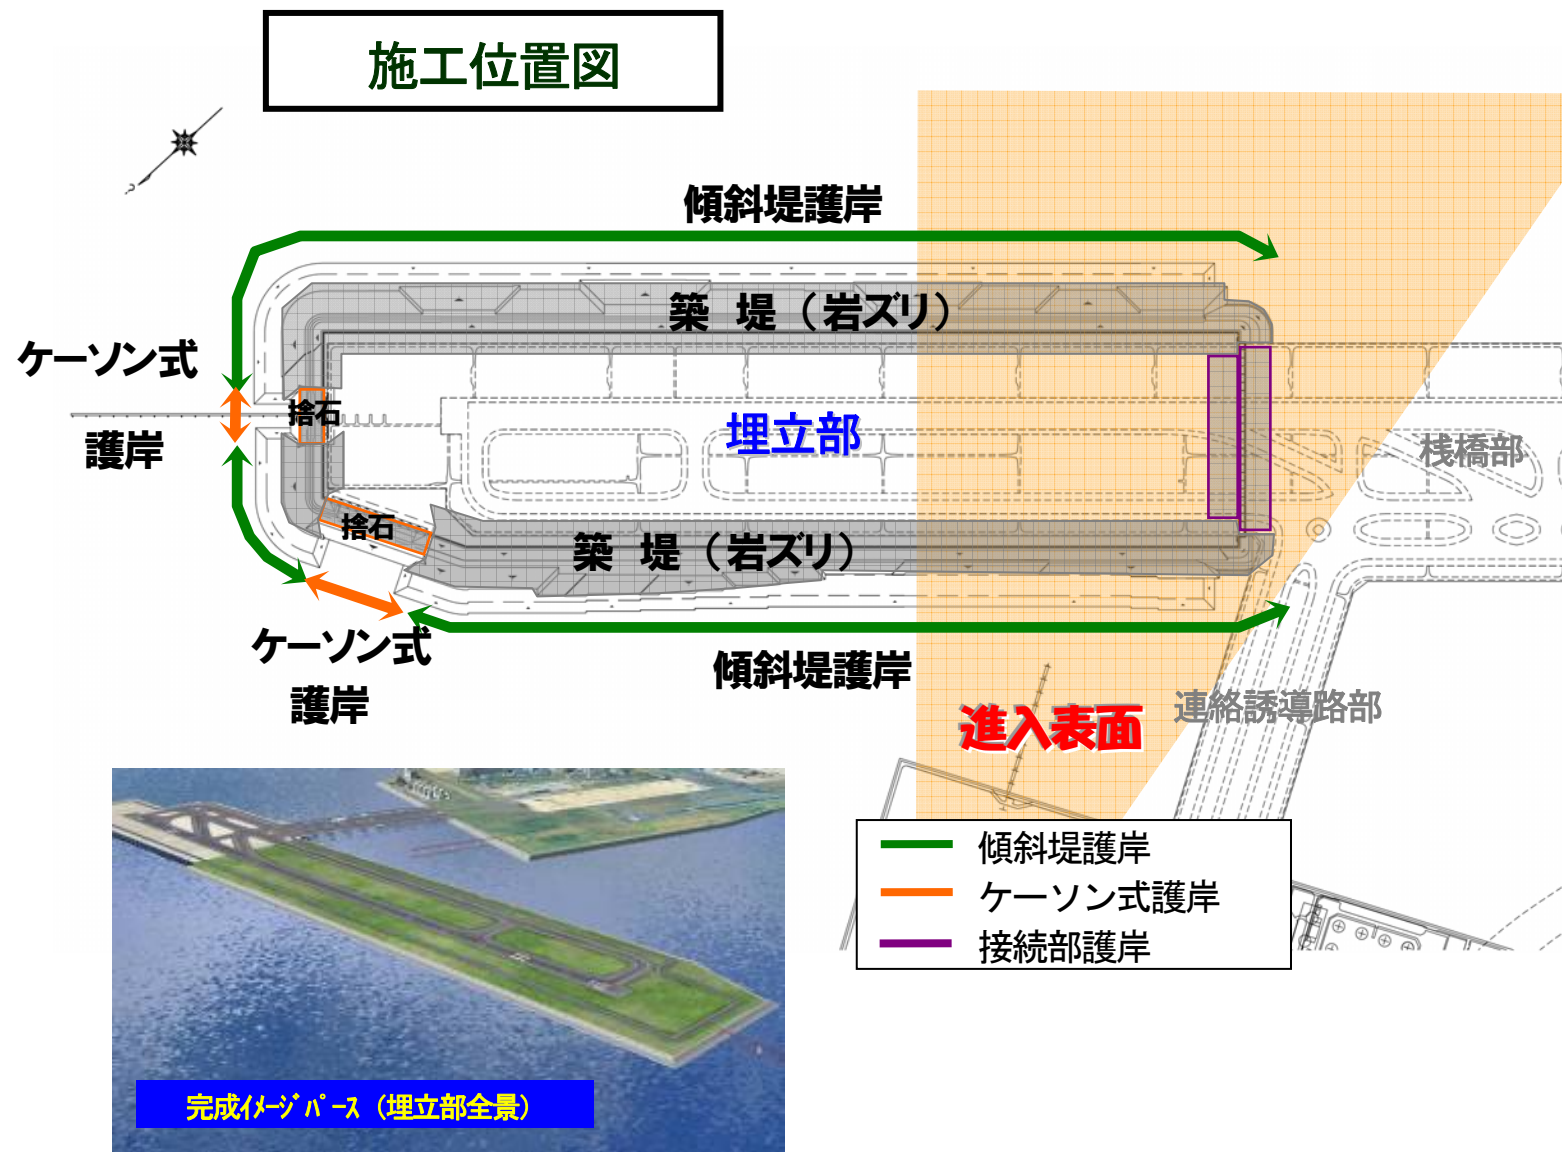 施工位置図
傾斜堤護岸
築　堤（岩ズリ）
ケーソン式
護岸
捨石
埋立部
桟橋部
捨石
築　堤（岩ズリ）
ケーソン式
護岸
傾斜堤護岸
進入表面
連絡誘導路部
傾斜堤護岸
ケーソン式護岸
接続部護岸
完成ｲﾒｰｼﾞﾊﾟｰｽ（埋立部全景）